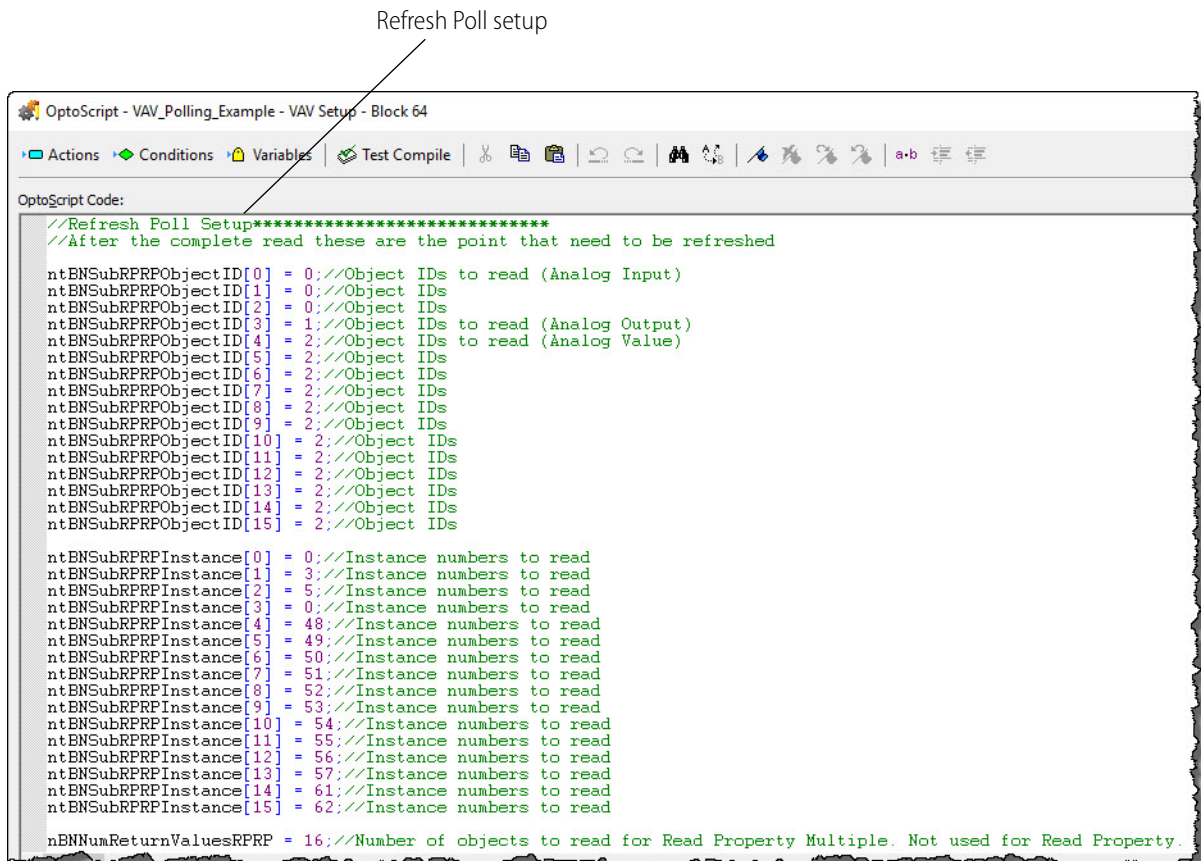 Refresh Poll setup
OptoScript - VAV_Polling_Example - VAV Setup - Block 64
Actions Conditions Variables Test Compile a•b
OptoScript Code:
//Refresh Poll Setup*****************************
//After the complete read these are the point that need to be refreshed
ntBNSubRPRPObjectID[0] = 0;//Object IDs to read (Analog Input)
ntBNSubRPRPObjectID[1] = 0;//Object IDs
ntBNSubRPRPObjectID[2] = 0;//Object IDs
ntBNSubRPRPObjectID[3] = 1;//Object IDs to read (Analog Output)
ntBNSubRPRPObjectID[4] = 2;//Object IDs to read (Analog Value)
ntBNSubRPRPObjectID[5] = 2;//Object IDs
ntBNSubRPRPObjectID[6] = 2;//Object IDs
ntBNSubRPRPObjectID[7] = 2;//Object IDs
ntBNSubRPRPObjectID[8] = 2;//Object IDs
ntBNSubRPRPObjectID[9] = 2;//Object IDs
ntBNSubRPRPObjectID[10] = 2;//Object IDs
ntBNSubRPRPObjectID[11] = 2;//Object IDs
ntBNSubRPRPObjectID[12] = 2;//Object IDs
ntBNSubRPRPObjectID[13] = 2;//Object IDs
ntBNSubRPRPObjectID[14] = 2;//Object IDs
ntBNSubRPRPObjectID[15] = 2;//Object IDs
ntBNSubRPRPInstance[0] = 0;//Instance numbers to read
ntBNSubRPRPInstance[1] = 3;//Instance numbers to read
ntBNSubRPRPInstance[2] = 5;//Instance numbers to read
ntBNSubRPRPInstance[3] = 0;//Instance numbers to read
ntBNSubRPRPInstance[4] = 48;//Instance numbers to read
ntBNSubRPRPInstance[5] = 49;//Instance numbers to read
ntBNSubRPRPInstance[6] = 50;//Instance numbers to read
ntBNSubRPRPInstance[7] = 51;//Instance numbers to read
ntBNSubRPRPInstance[8] = 52;//Instance numbers to read
ntBNSubRPRPInstance[9] = 53;//Instance numbers to read
ntBNSubRPRPInstance[10] = 54;//Instance numbers to read
ntBNSubRPRPInstance[11] = 55;//Instance numbers to read
ntBNSubRPRPInstance[12] = 56;//Instance numbers to read
ntBNSubRPRPInstance[13] = 57;//Instance numbers to read
ntBNSubRPRPInstance[14] = 61;//Instance numbers to read
ntBNSubRPRPInstance[15] = 62;//Instance numbers to read
nBNNumReturnValuesRPRP = 16;//Number of objects to read for Read Property Multiple. Not used for Read Property.